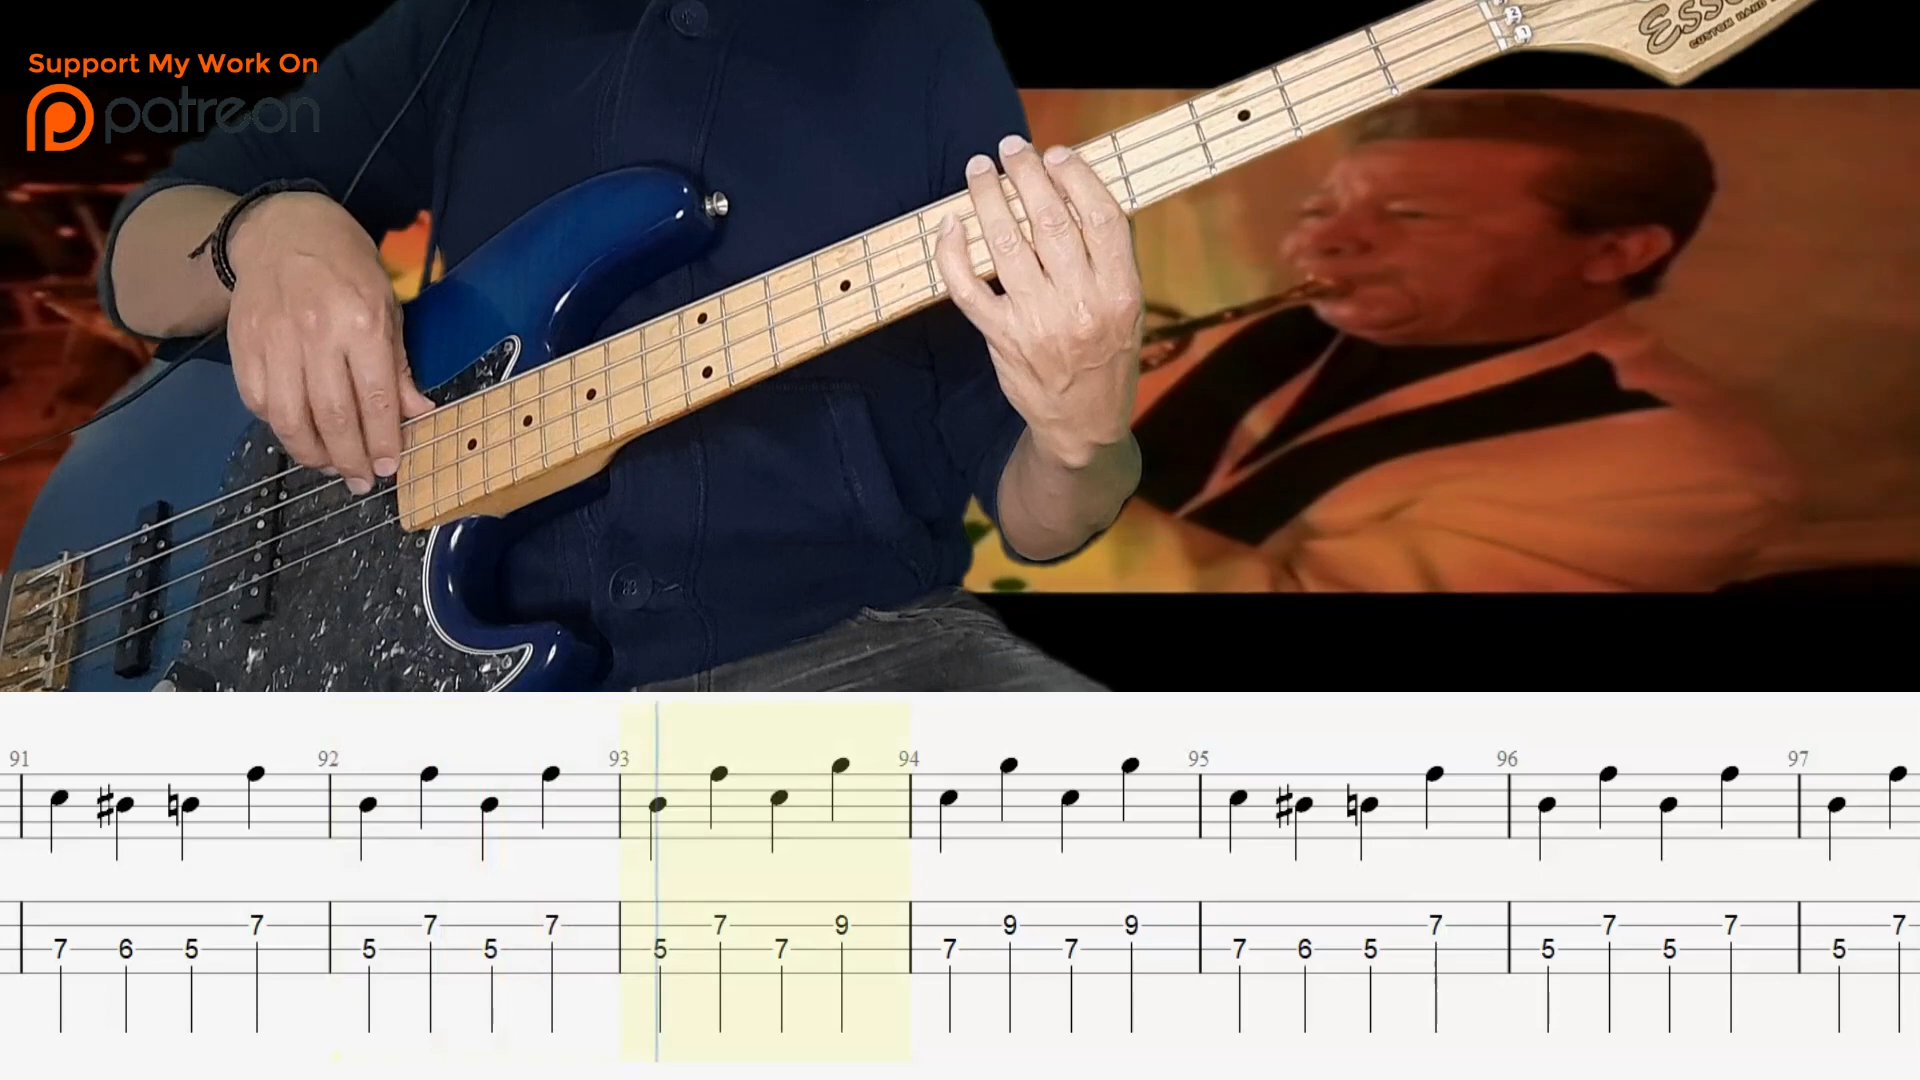 Support My Work On
patreon
CUSTOM HAND
91 92 93 94 95 96 97
7 7 7 7 9 9 9 7 7 7 7
7 6 5 5 5 5 7 7 7 7 6 5 5 5 5